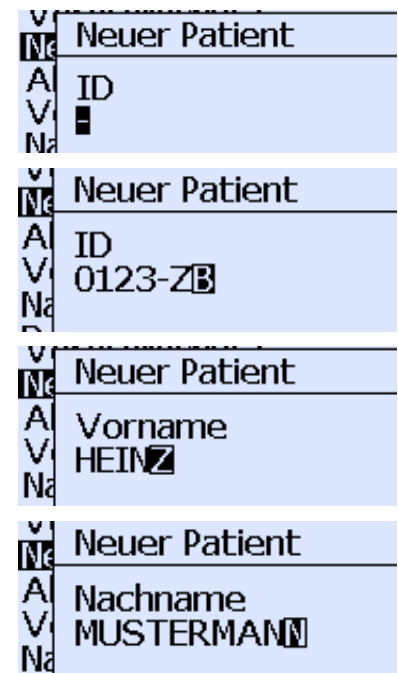 Neuer Patient
ID
-
Neuer Patient
ID
0123-ZB
Neuer Patient
Vorname
HEINZ
Neuer Patient
Nachname
MUSTERMANN